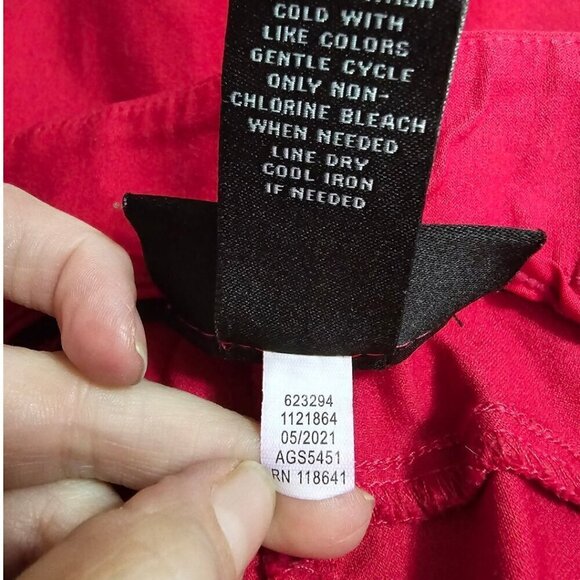 COLD WITH
LIKE COLORS
GENTLE CYCLE
ONLY NON-
CHLORINE BLEACH
WHEN NEEDED
LINE DRY
COOL IRON
IF NEEDED
623294
1121864
05/2021
AGS5451
RN 118641